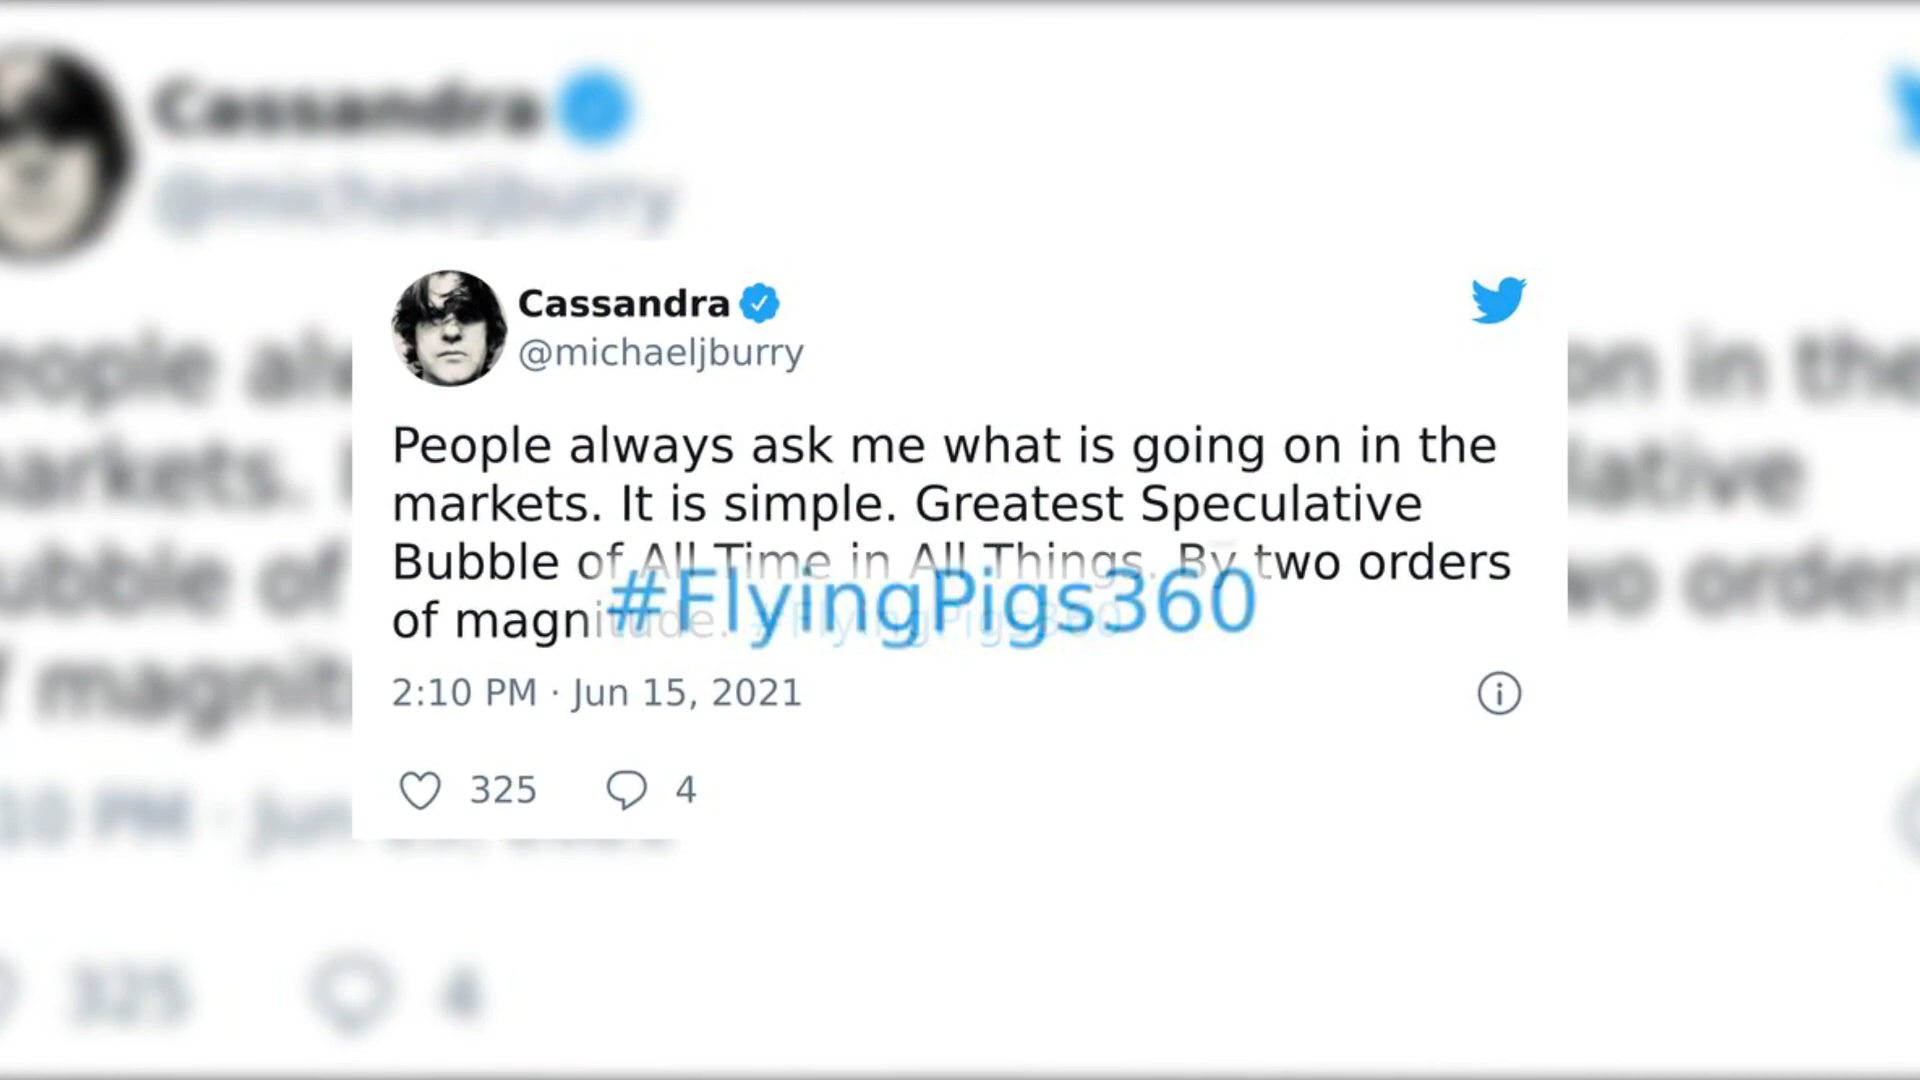 Cassandra
@michaeljburry
People always ask me what is going on in the
markets. It is simple. Greatest Speculative
Bubble of All Time in All Things. By two orders
of magnitude. #FlyingPigs360
#FlyingPigs360
2:10 PM · Jun 15, 2021
325 4